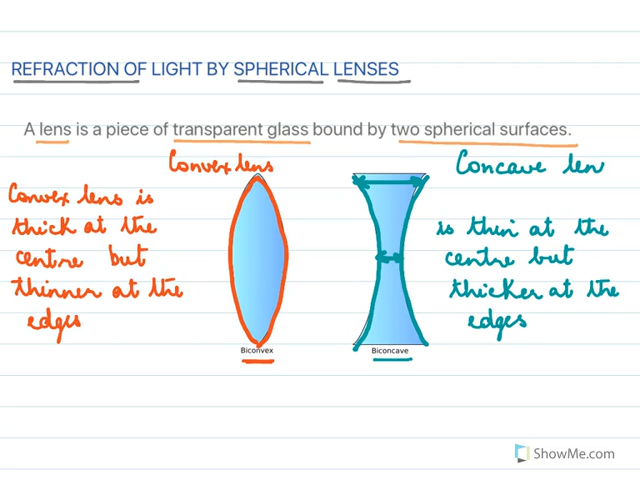 REFRACTION OF LIGHT BY SPHERICAL LENSES
A lens is a piece of transparent glass bound by two spherical surfaces.
Convex lens
Convex lens is
thick at the
centre but
thinner at the
edges
Biconvex
Concave len
is thin at the
centre but
thicker at the
edges
Biconcave
ShowMe.com